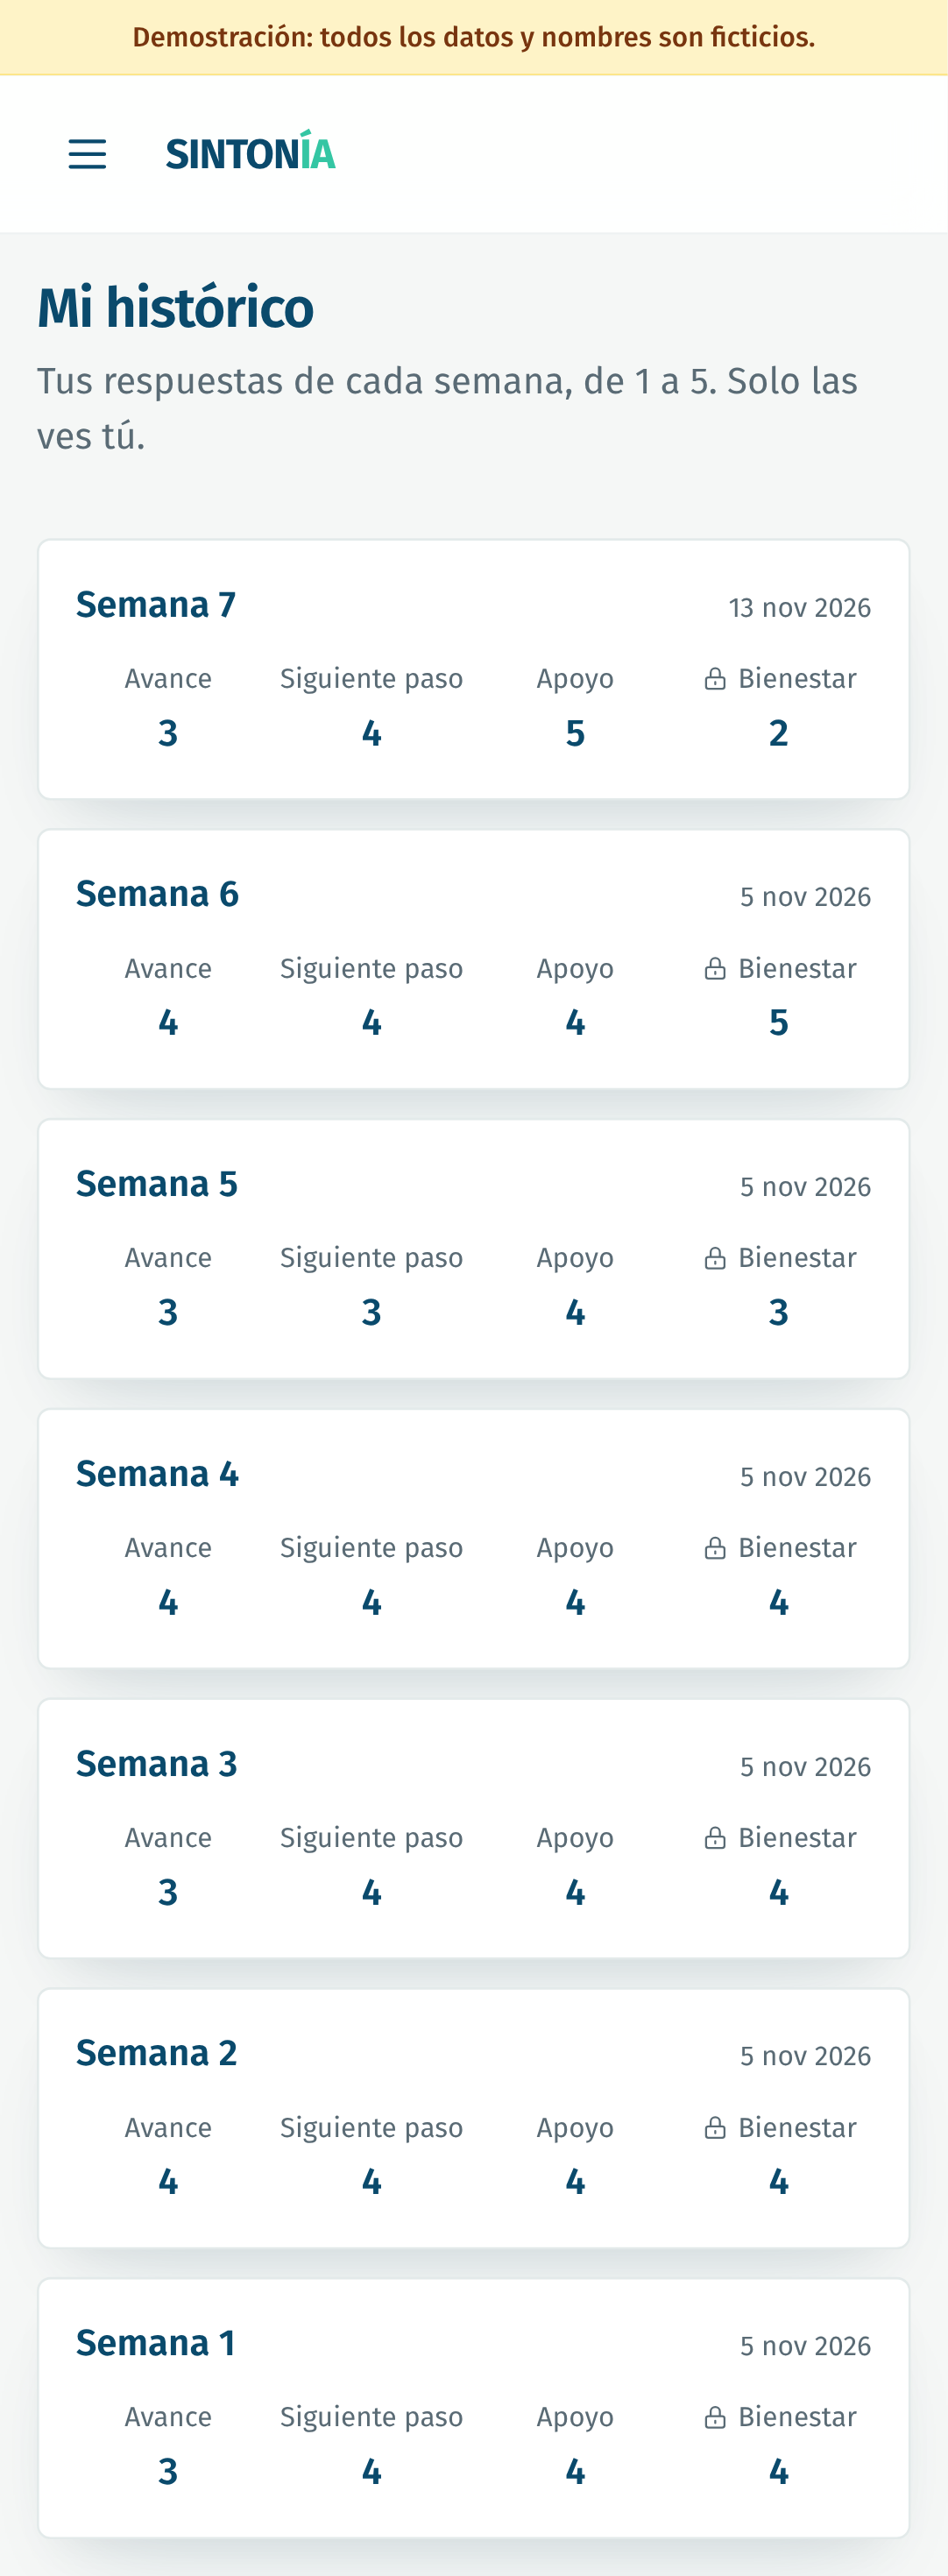 Demostración: todos los datos y nombres son ficticios.
SINTONÍA
Mi histórico
Tus respuestas de cada semana, de 1 a 5. Solo las
ves tú.
Semana 7 13 nov 2026
Avance Siguiente paso Apoyo Bienestar
3 4 5 2
Semana 6 5 nov 2026
Avance Siguiente paso Apoyo Bienestar
4 4 4 5
Semana 5 5 nov 2026
Avance Siguiente paso Apoyo Bienestar
3 3 4 3
Semana 4 5 nov 2026
Avance Siguiente paso Apoyo Bienestar
4 4 4 4
Semana 3 5 nov 2026
Avance Siguiente paso Apoyo Bienestar
3 4 4 4
Semana 2 5 nov 2026
Avance Siguiente paso Apoyo Bienestar
4 4 4 4
Semana 1 5 nov 2026
Avance Siguiente paso Apoyo Bienestar
3 4 4 4